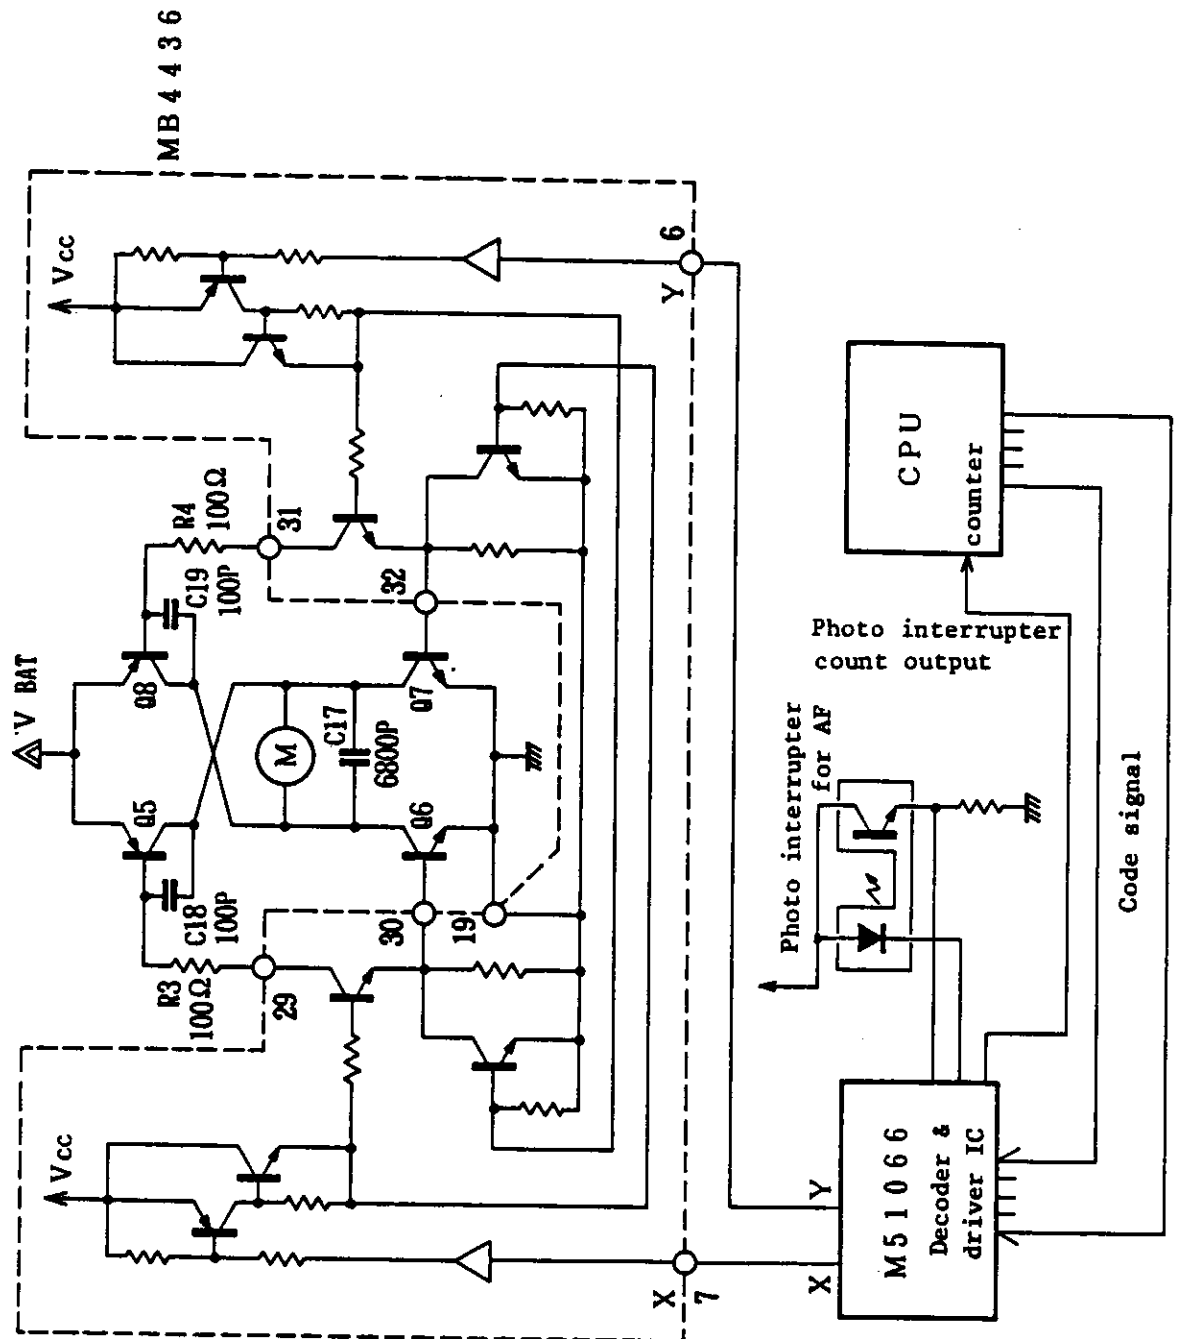 MB4436
Vcc
Vcc
V BAT
Q5
Q8
C18
100P
C19
100P
R3
100Ω
R4
100Ω
29
31
M
C17
6800P
Q6
Q7
30
32
19
X
7
Y
6
X
Y
M51066
Decoder &
driver IC
Photo interrupter
for AF
Photo interrupter
count output
CPU
counter
Code signal